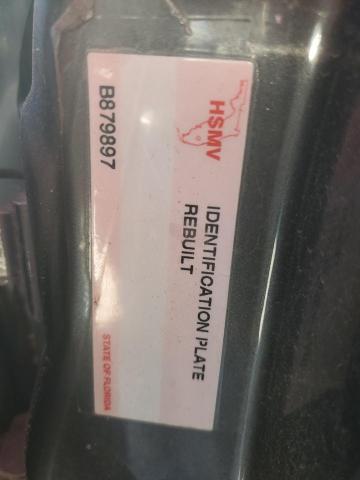 HSMV
IDENTIFICATION PLATE
REBUILT
B879897
STATE OF FLORIDA